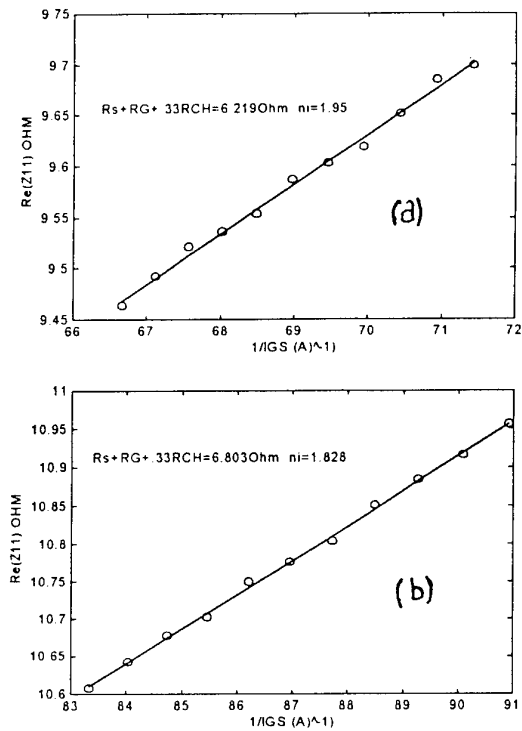 9 75
9 7
9.65
9.6
9.55
9 5
9.45
Re(Z11) OHM
Rs+RG+ 33RCH=6 219Ohm ni=1.95
(a)
66 67 68 69 70 71 72
1/IGS (A)^-1)
11
10.95
10.9
10.85
10.8
10.75
10.7
10.65
10.6
Re(Z11) OHM
Rs+RG+ 33RCH=6.803Ohm ni=1.828
(b)
83 84 85 86 87 88 89 90 91
1/IGS (A)^-1)